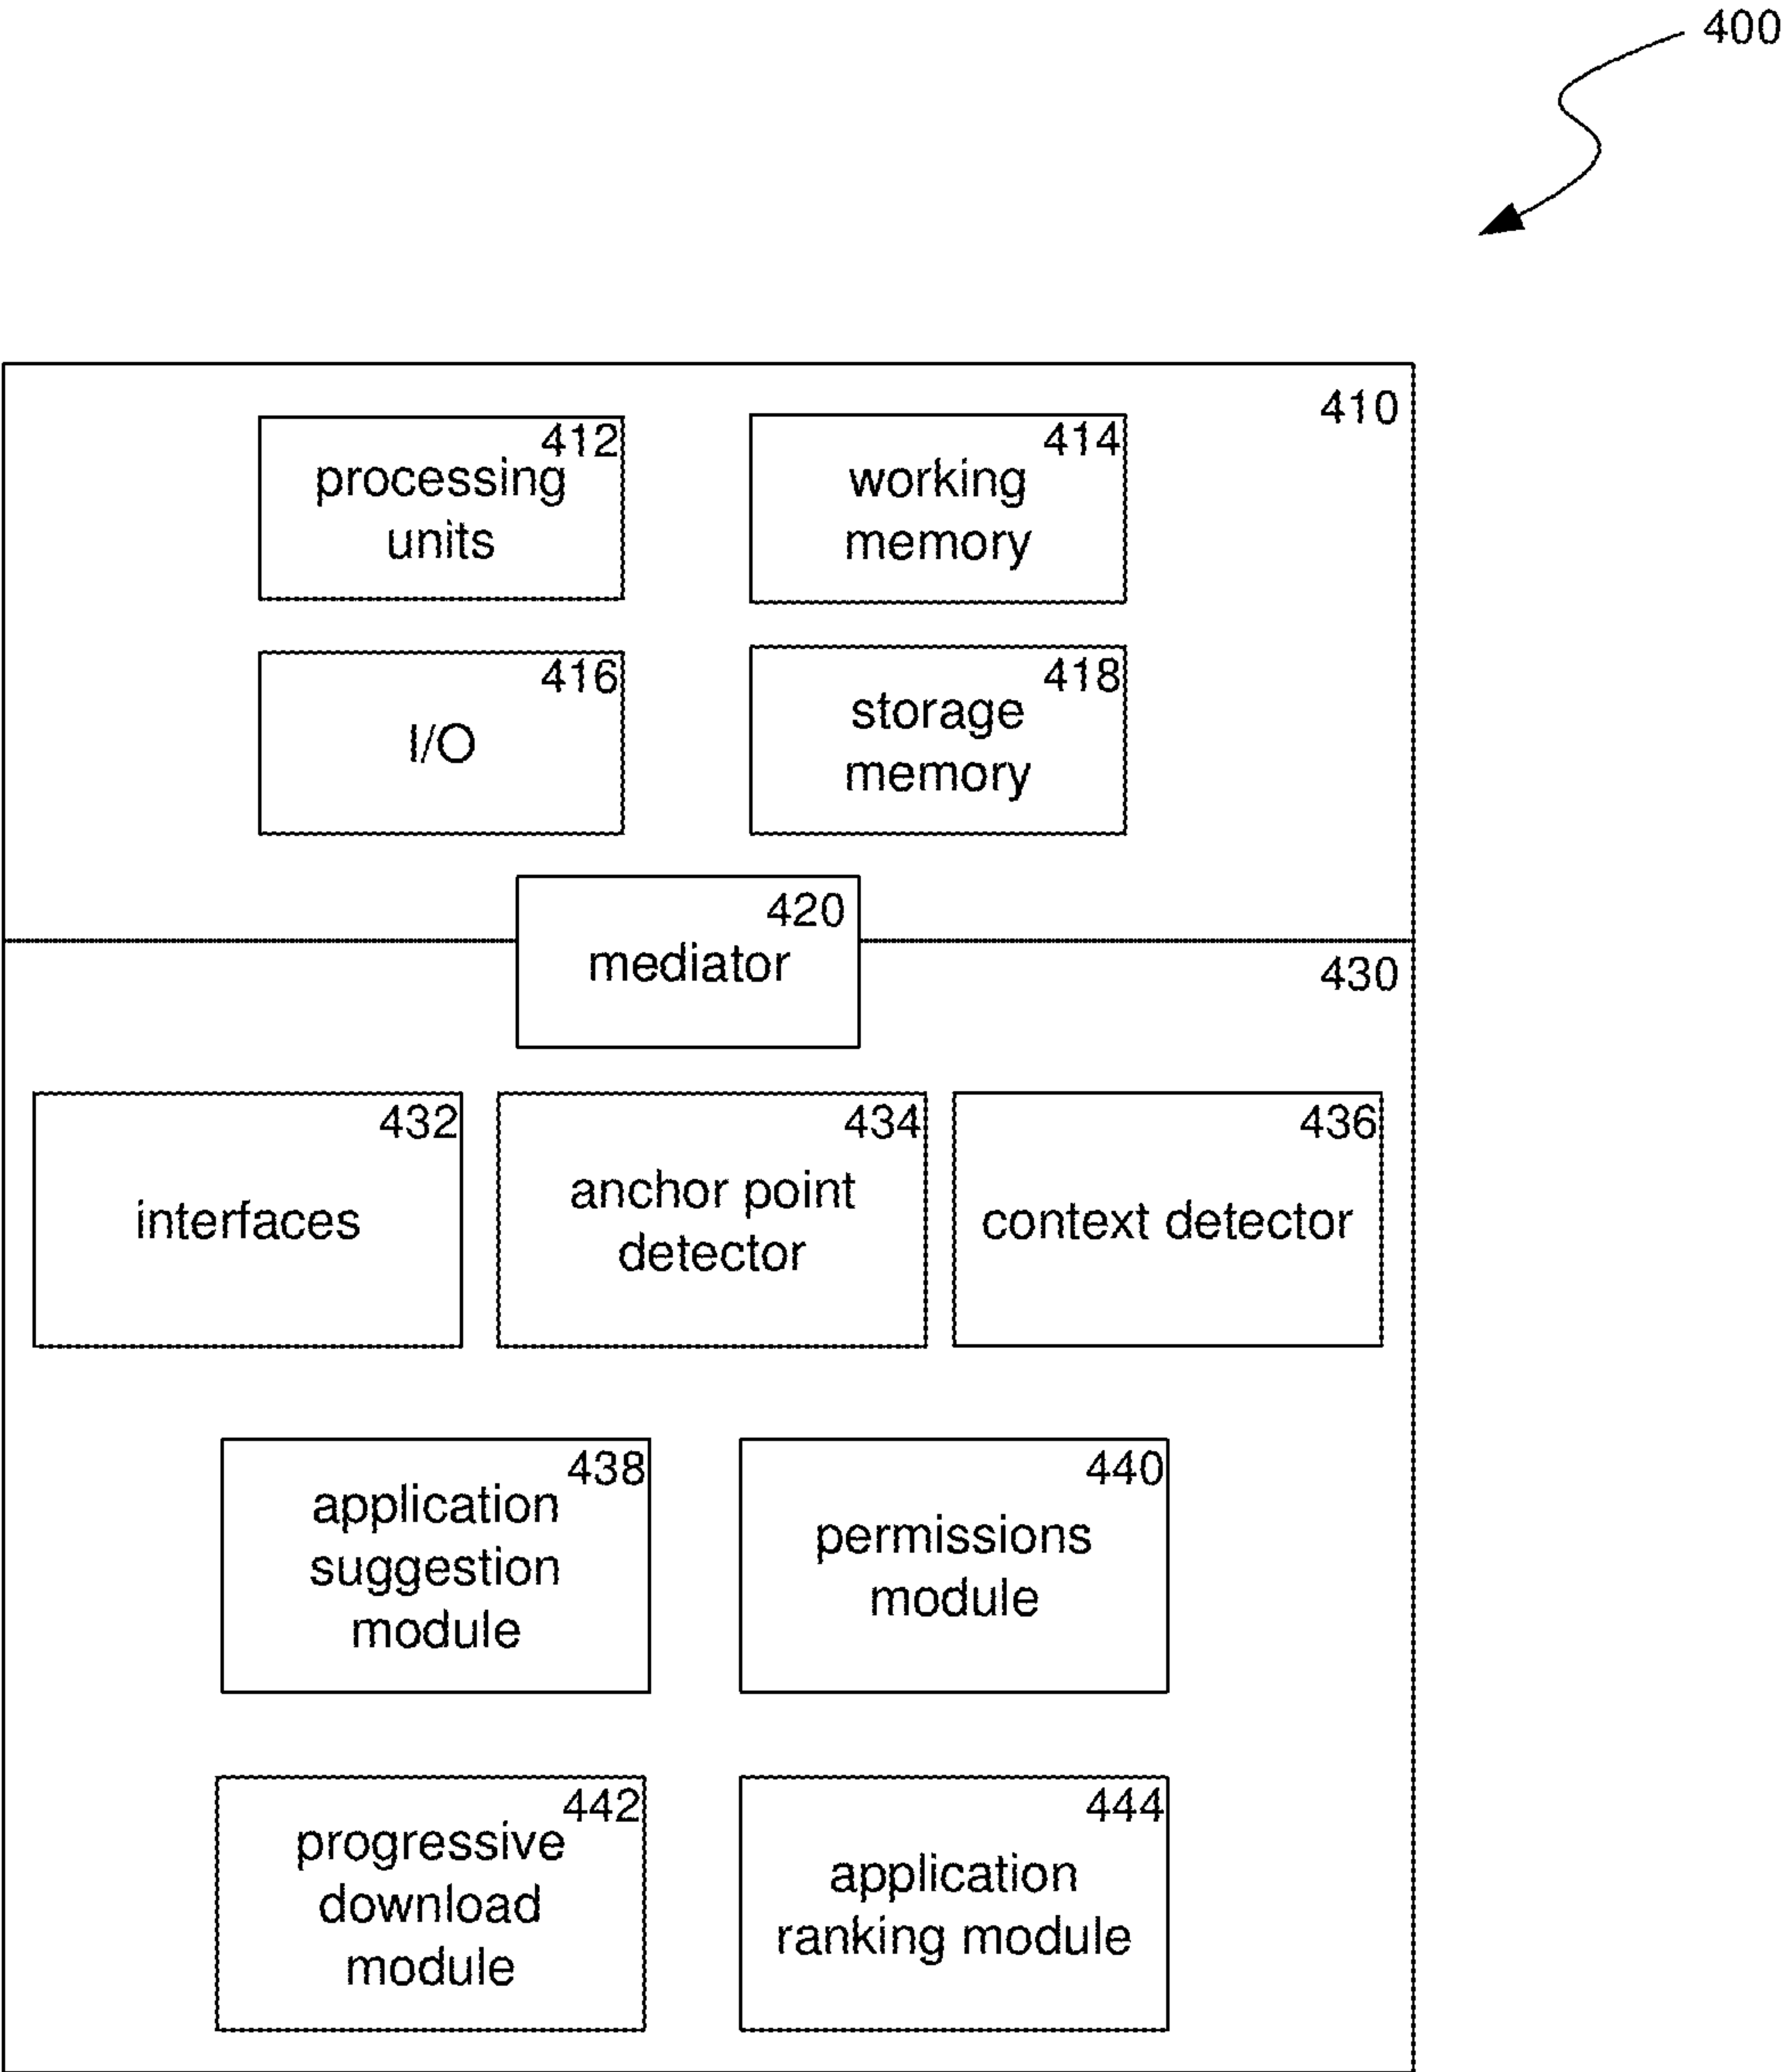 400
410
412
processing
units
414
working
memory
416
I/O
418
storage
memory
420
mediator
430
432
interfaces
434
anchor point
detector
436
context detector
438
application
suggestion
module
440
permissions
module
442
progressive
download
module
444
application
ranking module